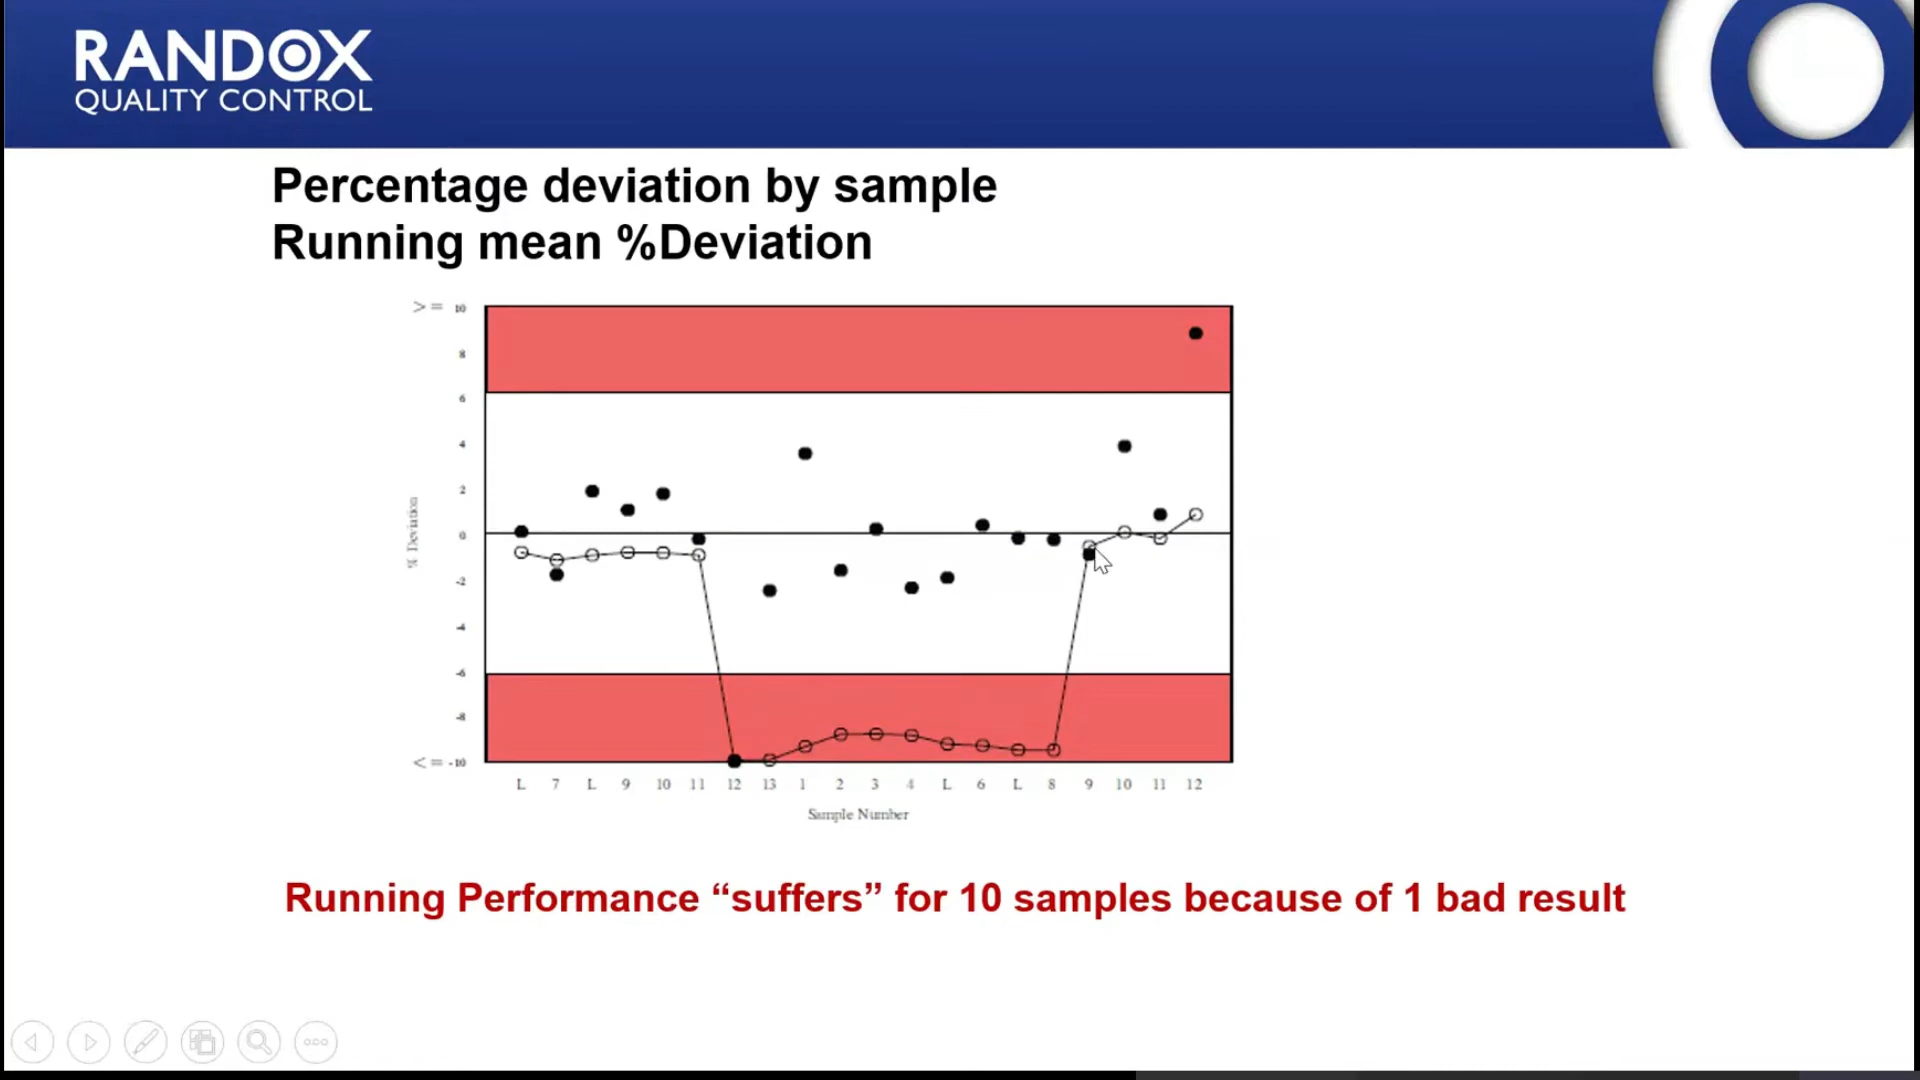 RANDOX
QUALITY CONTROL
Percentage deviation by sample
Running mean %Deviation
>= 10
8
6
4
2
0
-2
-4
-6
-8
<= -10
% Deviation
L 7 L 9 10 11 12 13 1 2 3 4 L 6 L 8 9 10 11 12
Sample Number
Running Performance “suffers” for 10 samples because of 1 bad result